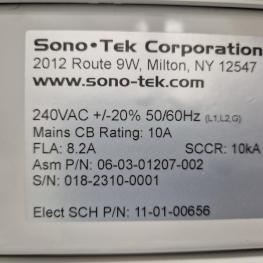 Sono•Tek Corporation
2012 Route 9W, Milton, NY 12547
www.sono-tek.com
240VAC +/-20% 50/60Hz (L1,L2,G)
Mains CB Rating: 10A
FLA: 8.2A SCCR: 10kA
Asm P/N: 06-03-01207-002
S/N: 018-2310-0001
Elect SCH P/N: 11-01-00656